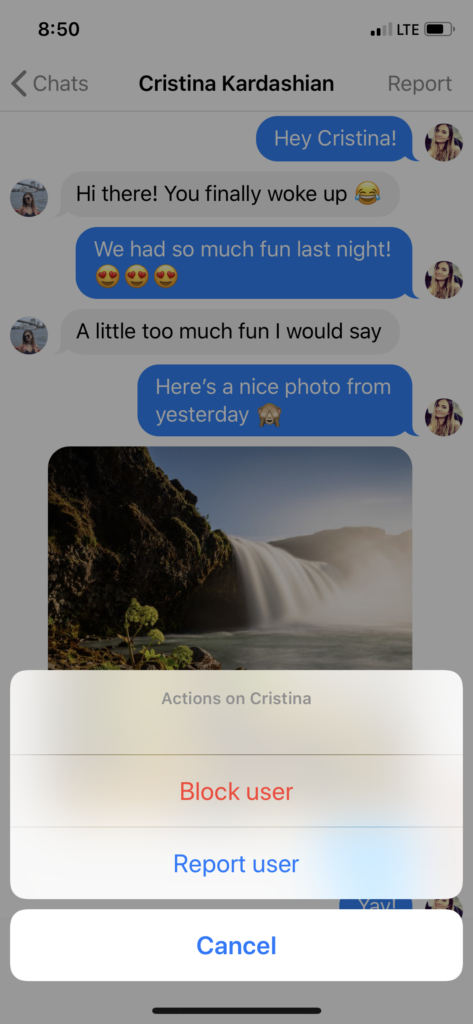 8:50 LTE
Chats Cristina Kardashian Report
Hey Cristina!
Hi there! You finally woke up 😂
We had so much fun last night!
😍😍😍
A little too much fun I would say
Here's a nice photo from
yesterday 🙈
Actions on Cristina
Block user
Report user
Yay!
Cancel